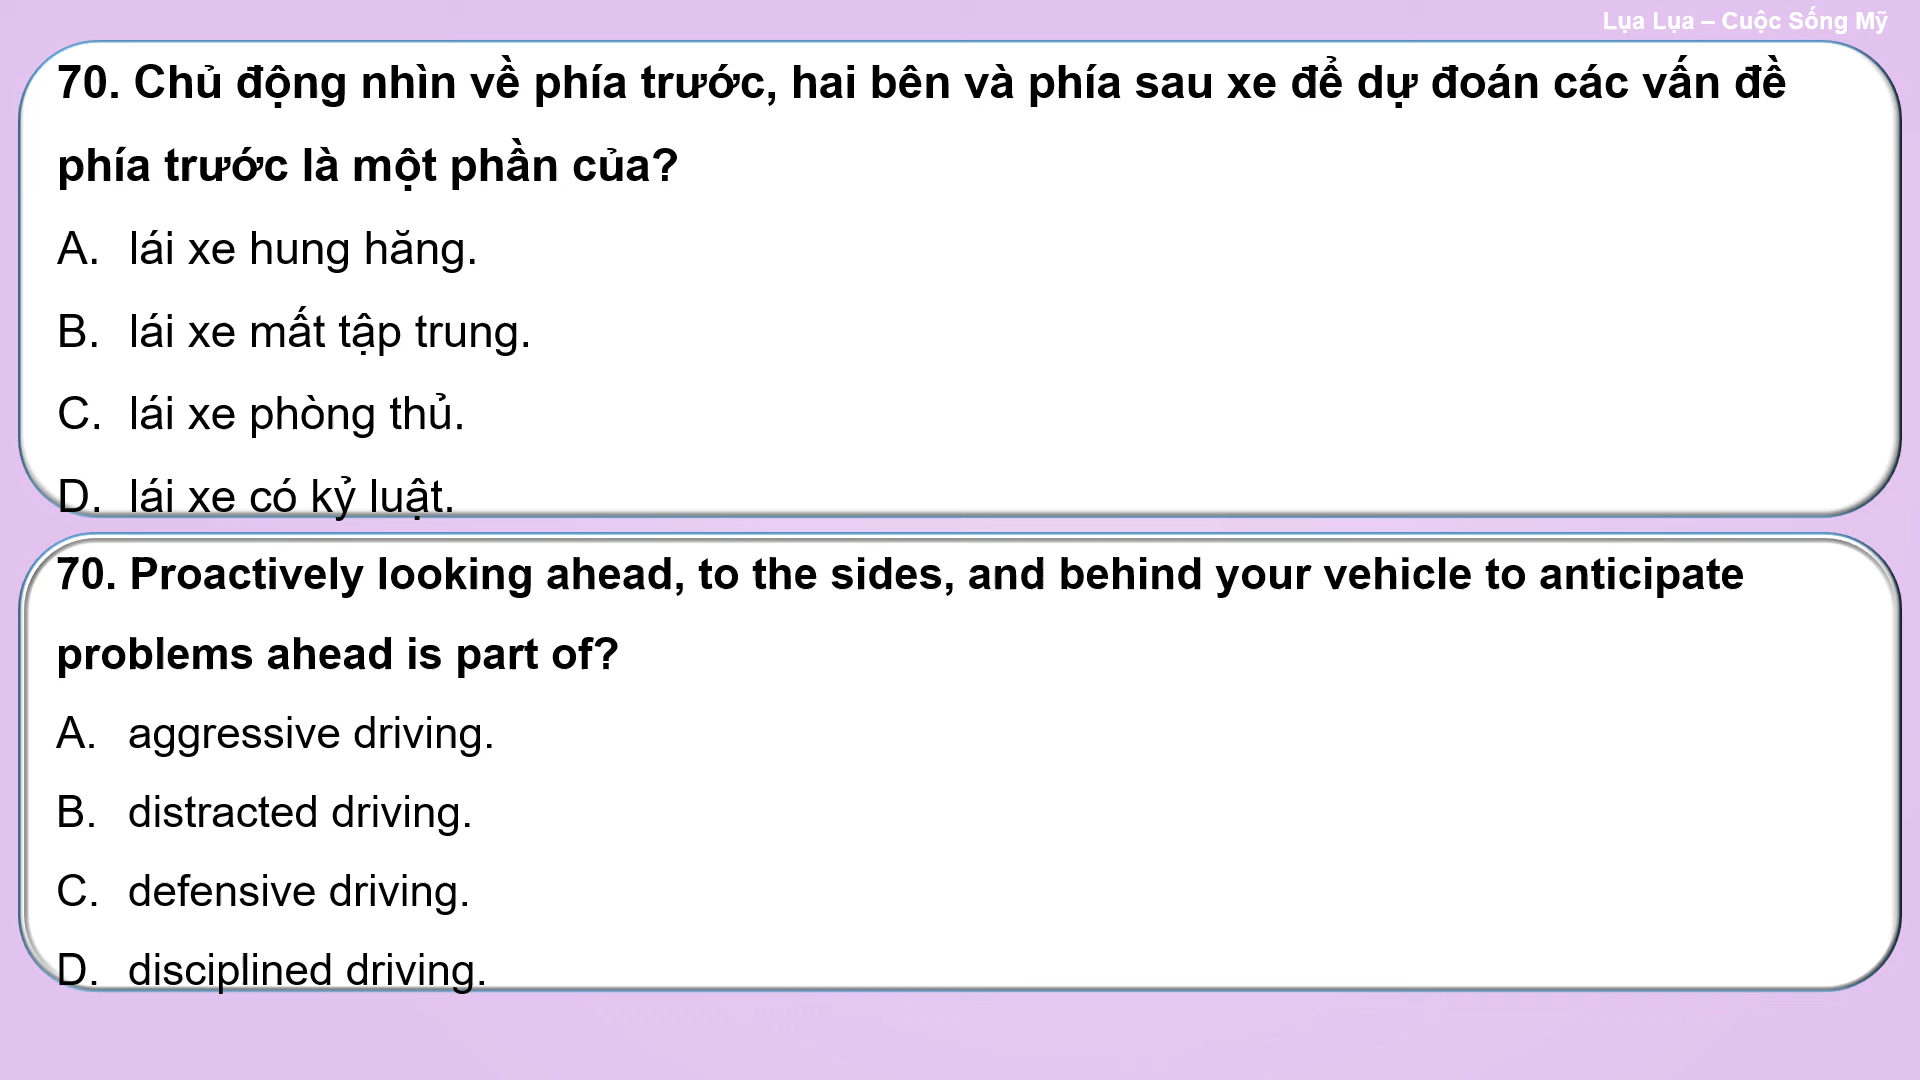 Lụa Lụa – Cuộc Sống Mỹ
70. Chủ động nhìn về phía trước, hai bên và phía sau xe để dự đoán các vấn đề
phía trước là một phần của?
A. lái xe hung hăng.
B. lái xe mất tập trung.
C. lái xe phòng thủ.
D. lái xe có kỷ luật.
70. Proactively looking ahead, to the sides, and behind your vehicle to anticipate
problems ahead is part of?
A. aggressive driving.
B. distracted driving.
C. defensive driving.
D. disciplined driving.